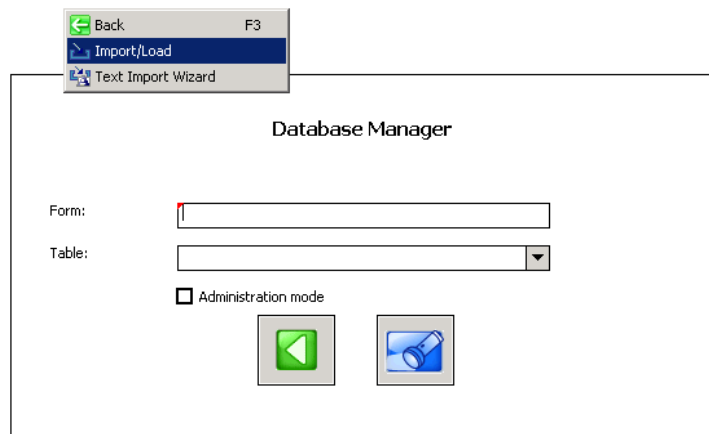 Back F3
Import/Load
Text Import Wizard
Database Manager
Form:
Table:
Administration mode